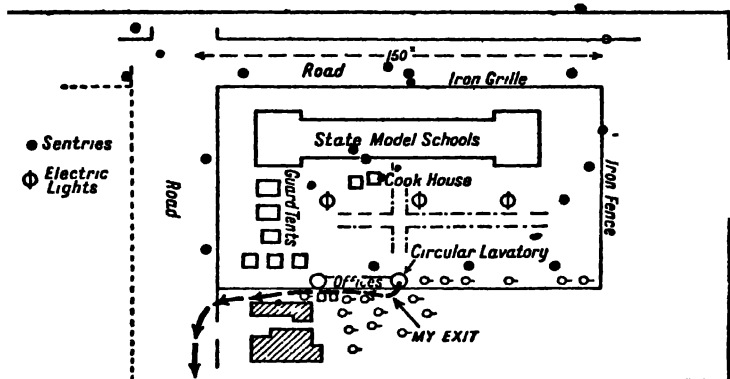 150"
Road
Iron Grille
State Model Schools
Sentries
Electric
Lights
Cook House
Road
Guard Tents
Iron Fence
Circular Lavatory
Offices
MY EXIT